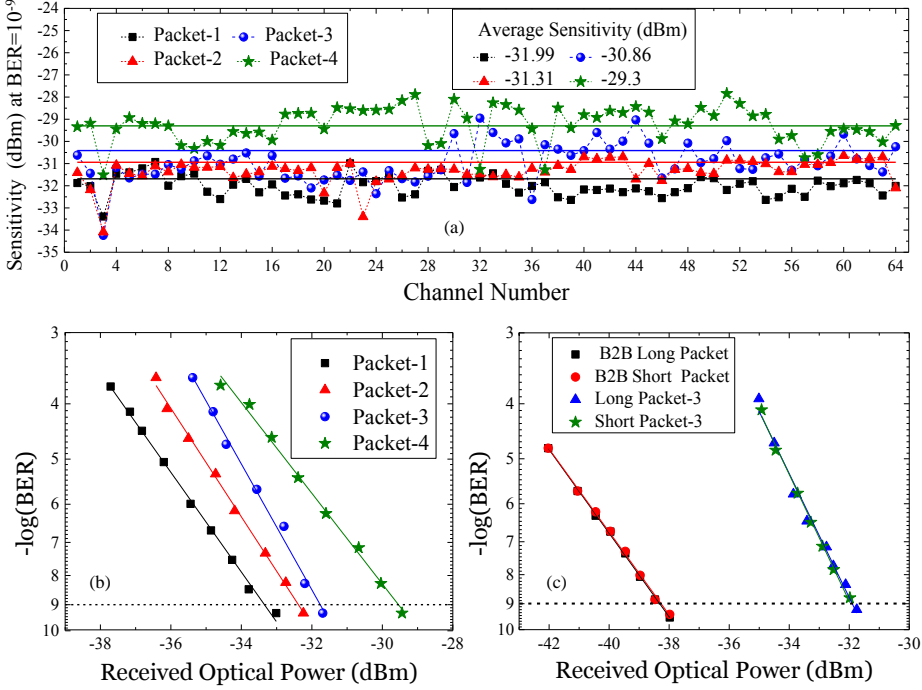 Sensitivity (dBm) at BER=10⁻⁹
-24
-25
-26
-27
-28
-29
-30
-31
-32
-33
-34
-35
Packet-1 Packet-3
Packet-2 Packet-4
Average Sensitivity (dBm)
-31.99 -30.86
-31.31 -29.3
(a)
0 4 8 12 16 20 24 28 32 36 40 44 48 52 56 60 64
Channel Number
-log(BER)
3
4
5
6
7
8
9
10
Packet-1
Packet-2
Packet-3
Packet-4
(b)
-38 -36 -34 -32 -30 -28
Received Optical Power (dBm)
-log(BER)
3
4
5
6
7
8
9
10
B2B Long Packet
B2B Short Packet
Long Packet-3
Short Packet-3
(c)
-42 -40 -38 -36 -34 -32 -30
Received Optical Power (dBm)